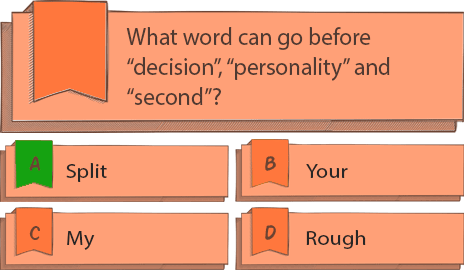 What word can go before
“decision”, “personality” and
“second”?
A Split
B Your
C My
D Rough